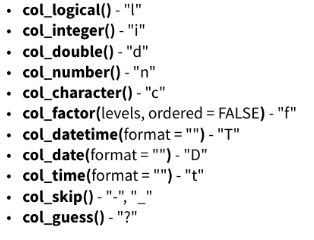 • col_logical() - "l"
• col_integer() - "i"
• col_double() - "d"
• col_number() - "n"
• col_character() - "c"
• col_factor(levels, ordered = FALSE) - "f"
• col_datetime(format = "") - "T"
• col_date(format = "") - "D"
• col_time(format = "") - "t"
• col_skip() - "-", "_"
• col_guess() - "?"